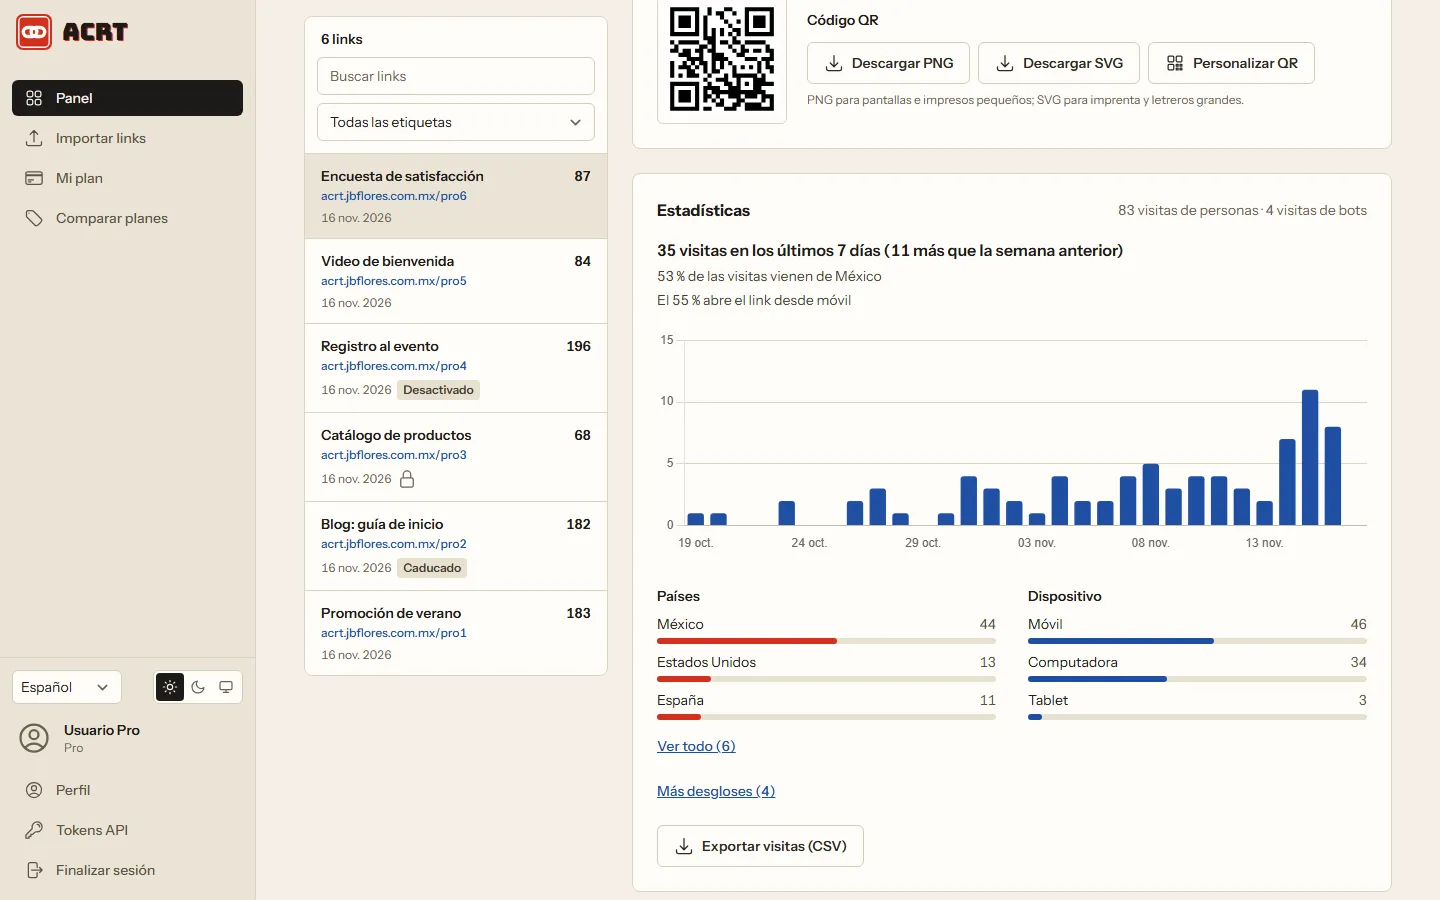 ACRT
Panel
Importar links
Mi plan
Comparar planes
Español
Usuario Pro
Pro
Perfil
Tokens API
Finalizar sesión
6 links
Buscar links
Todas las etiquetas
Encuesta de satisfacción 87
acrt.jbflores.com.mx/pro6
16 nov. 2026
Video de bienvenida 84
acrt.jbflores.com.mx/pro5
16 nov. 2026
Registro al evento 196
acrt.jbflores.com.mx/pro4
16 nov. 2026 Desactivado
Catálogo de productos 68
acrt.jbflores.com.mx/pro3
16 nov. 2026
Blog: guía de inicio 182
acrt.jbflores.com.mx/pro2
16 nov. 2026 Caducado
Promoción de verano 183
acrt.jbflores.com.mx/pro1
16 nov. 2026
Código QR
Descargar PNG Descargar SVG Personalizar QR
PNG para pantallas e impresos pequeños; SVG para imprenta y letreros grandes.
Estadísticas 83 visitas de personas · 4 visitas de bots
35 visitas en los últimos 7 días (11 más que la semana anterior)
53 % de las visitas vienen de México
El 55 % abre el link desde móvil
15
10
5
0
19 oct. 24 oct. 29 oct. 03 nov. 08 nov. 13 nov.
Países
México 44
Estados Unidos 13
España 11
Ver todo (6)
Dispositivo
Móvil 46
Computadora 34
Tablet 3
Más desgloses (4)
Exportar visitas (CSV)